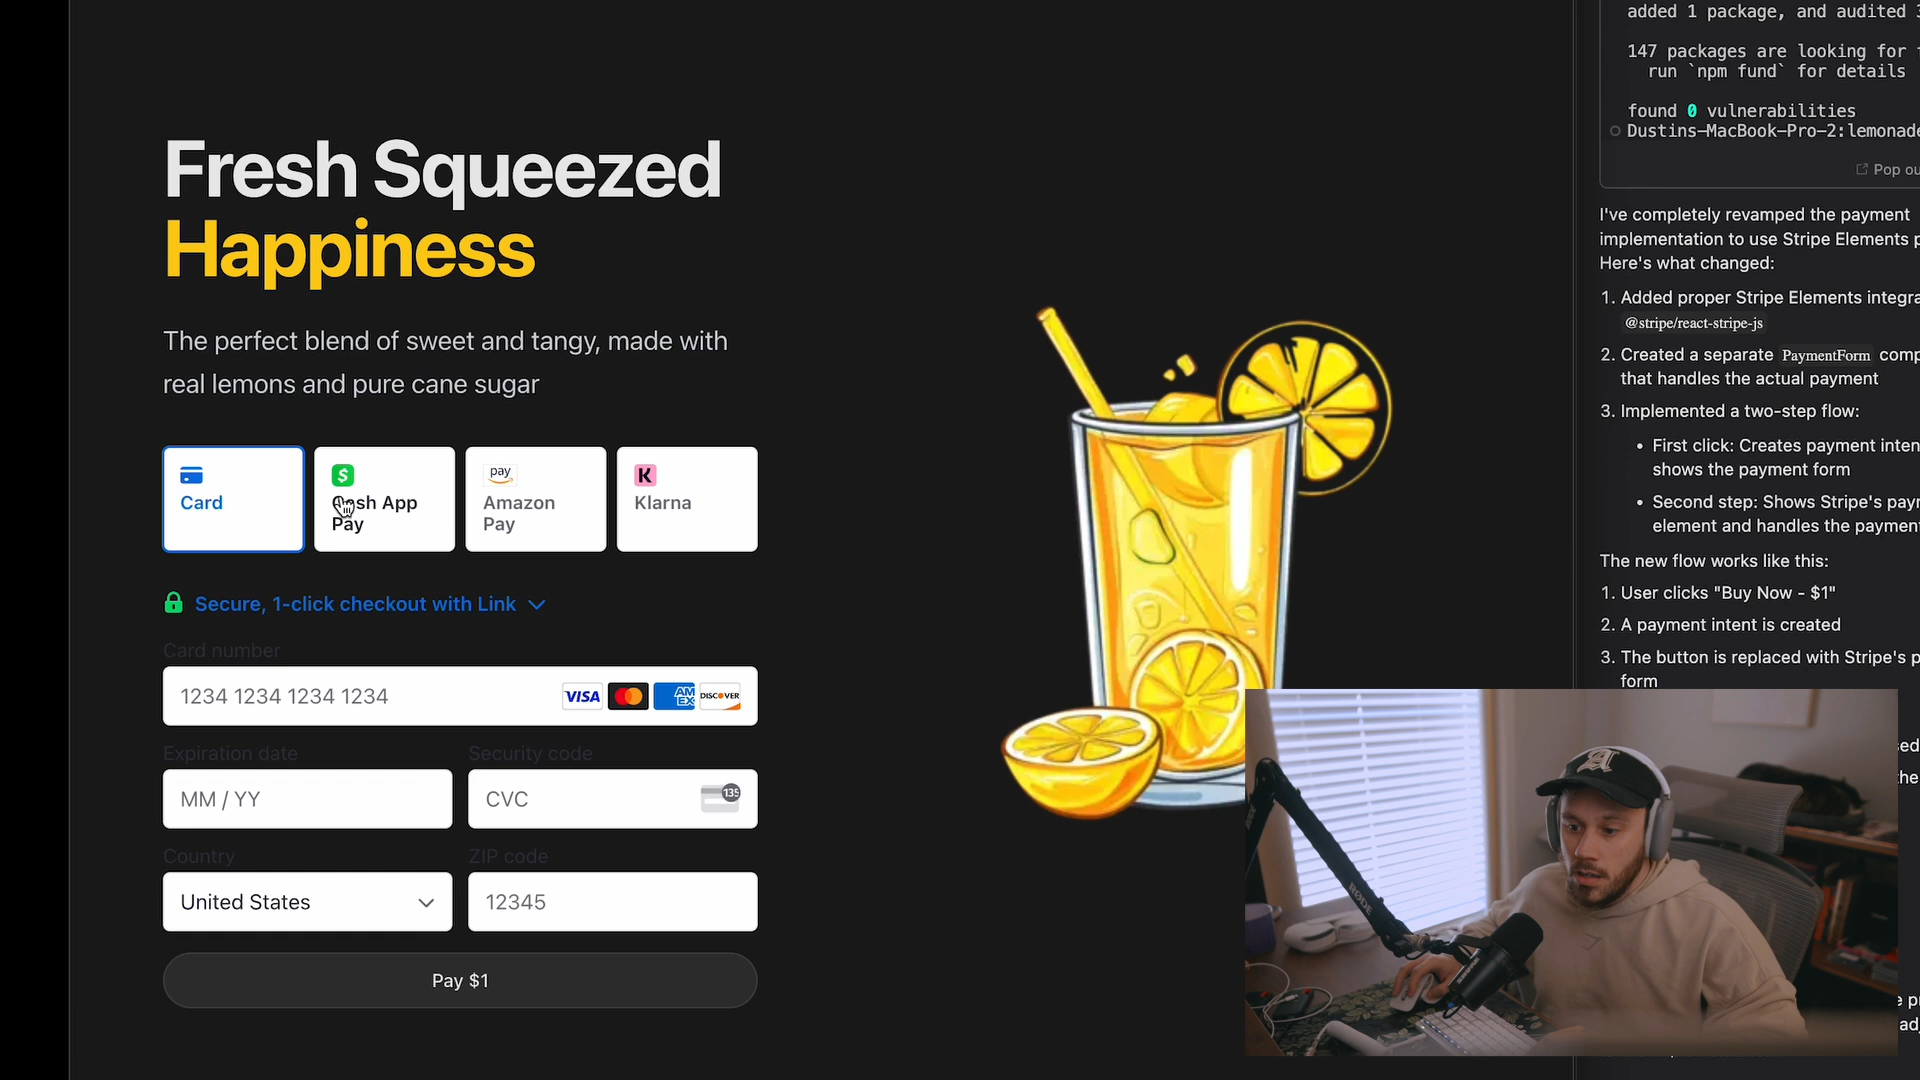 Fresh Squeezed
Happiness
The perfect blend of sweet and tangy, made with
real lemons and pure cane sugar
Card
Cash App
Pay
pay
Amazon
Pay
K
Klarna
Secure, 1-click checkout with Link
Card number
1234 1234 1234 1234
VISA
AM
EX
DISCOVER
Expiration date
Security code
MM / YY
CVC
135
Country
ZIP code
United States
12345
Pay $1
added 1 package, and audited
147 packages are looking for
run `npm fund` for details
found 0 vulnerabilities
Dustins-MacBook-Pro-2:lemonade
Pop
I've completely revamped the payment
implementation to use Stripe Elements
Here's what changed:
1. Added proper Stripe Elements
@stripe/react-stripe-js
2. Created a separate PaymentForm
that handles the actual payment
3. Implemented a two-step flow:
• First click: Creates payment
shows the payment form
• Second step: Shows Stripe's
element and handles the payment
The new flow works like this:
1. User clicks "Buy Now - $1"
2. A payment intent is created
3. The button is replaced with Stripe's
form
A
RØDE